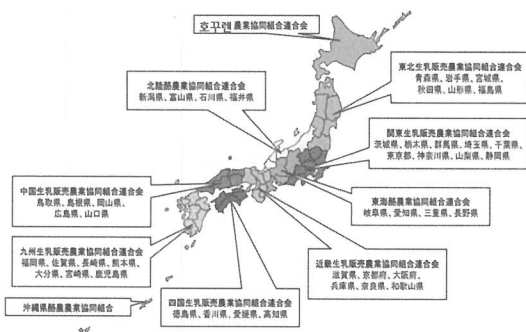 호꾸렌 農業協同組合連合会
東北生乳販売農業協同組合連合会
青森県、岩手県、宮城県、
秋田県、山形県、福島県
北陸酪農業協同組合連合会
新潟県、富山県、石川県、福井県
関東生乳販売農業協同組合連合会
茨城県、栃木県、群馬県、埼玉県、千葉県、
東京都、神奈川県、山梨県、静岡県
中国生乳販売農業協同組合連合会
鳥取県、島根県、岡山県、
広島県、山口県
東海酪農業協同組合連合会
岐阜県、愛知県、三重県、長野県
九州生乳販売農業協同組合連合会
福岡県、佐賀県、長崎県、熊本県、
大分県、宮崎県、鹿児島県
近畿生乳販売農業協同組合連合会
滋賀県、京都府、大阪府、
兵庫県、奈良県、和歌山県
沖縄県酪農農業協同組合
四国生乳販売農業協同組合連合会
徳島県、香川県、愛媛県、高知県